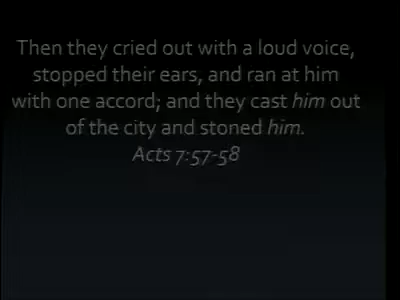 Then they cried out with a loud voice,
stopped their ears, and ran at him
with one accord; and they cast him out
of the city and stoned him.
Acts 7:57-58